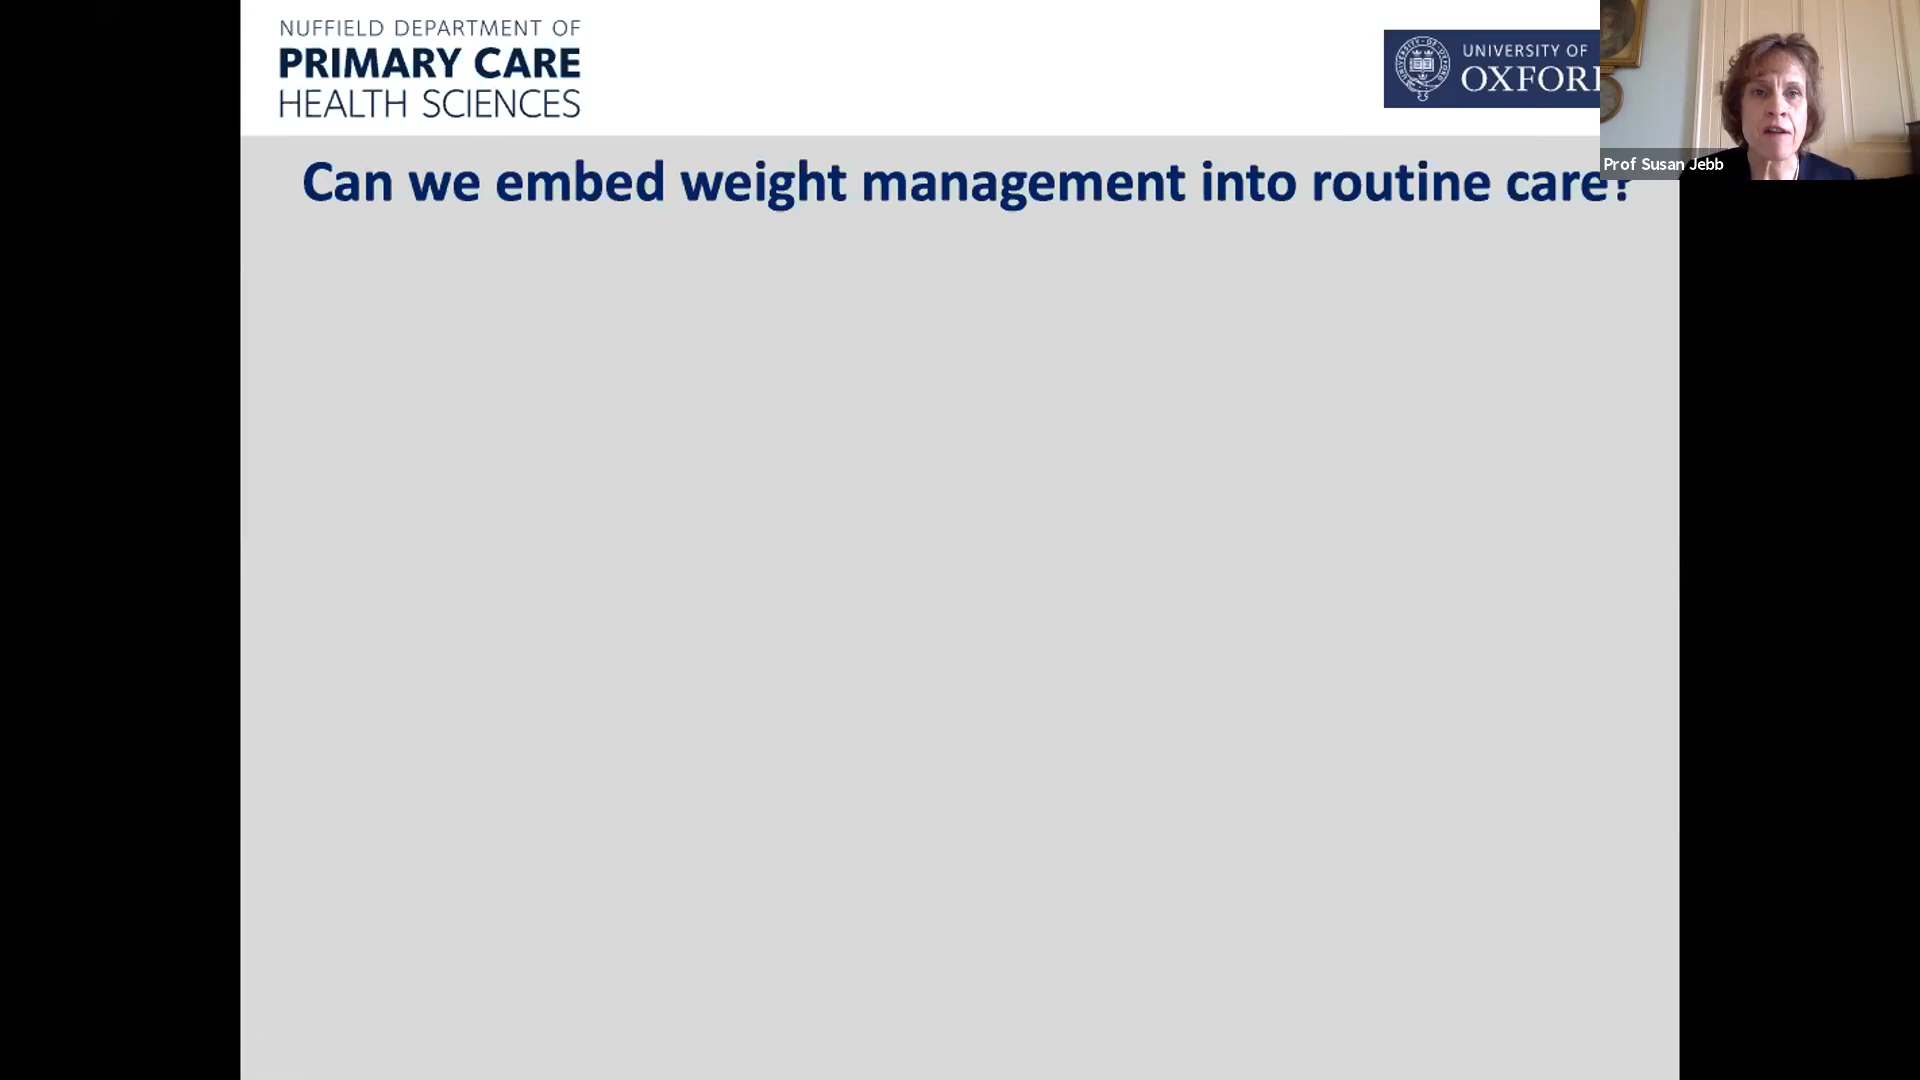 NUFFIELD DEPARTMENT OF
PRIMARY CARE
HEALTH SCIENCES
UNIVERSITY OF
OXFOR
Prof Susan Jebb
Can we embed weight management into routine care?